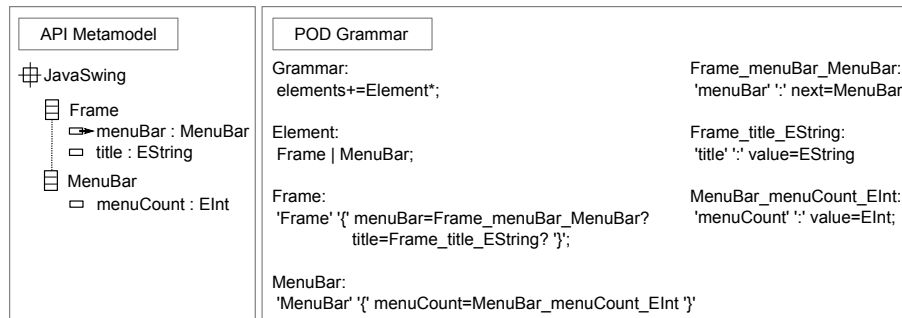 API Metamodel
JavaSwing
Frame
menuBar : MenuBar
title : EString
MenuBar
menuCount : EInt
POD Grammar
Grammar:
elements+=Element*;
Element:
Frame | MenuBar;
Frame:
'Frame' '{' menuBar=Frame_menuBar_MenuBar?
title=Frame_title_EString? '}';
MenuBar:
'MenuBar' '{' menuCount=MenuBar_menuCount_EInt '}'
Frame_menuBar_MenuBar:
'menuBar' ':' next=MenuBar
Frame_title_EString:
'title' ':' value=EString
MenuBar_menuCount_EInt:
'menuCount' ':' value=EInt;